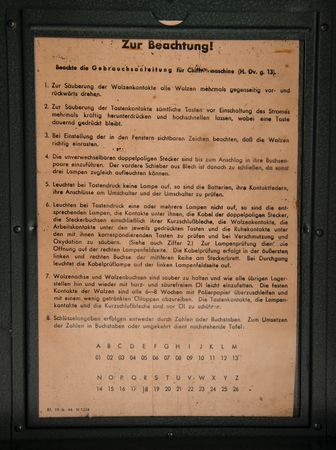 Zur Beachtung!
Beachte die Gebrauchsanleitung für Chiffriermaschine (H. Dv. g. 13).
1. Zur Säuberung der Walzenkontakte alle Walzen mehrmals gegenseitig vor- und
rückwärts drehen.
2. Zur Säuberung der Tastenkontakte sämtliche Tasten vor Einschaltung des Stromes
mehrmals kräftig herunterdrücken und hochschnellen lassen, wobei eine Taste
dauernd gedrückt bleibt.
3. Bei Einstellung der in den Fenstern sichtbaren Zeichen beachten, daß die Walzen
richtig einrasten.
4. Die unverwechselbaren doppelpoligen Stecker sind bis zum Anschlag in ihre Buchsen-
paare einzuführen. Der vordere Schieber aus Blech ist danach zu schließen, da sonst
drei Lampen zugleich aufleuchten können.
5. Leuchtet bei Tastendruck keine Lampe auf, so sind die Batterien, ihre Kontaktfedern,
ihre Anschlüsse am Umschalter und der Umschalter zu prüfen.
6. Leuchten bei Tastendruck eine oder mehrere Lampen nicht auf, so sind die ent-
sprechenden Lampen, die Kontakte unter ihnen, die Kabel der doppelpoligen Stecker,
die Steckerbuchsen einschließlich ihrer Kurzschlußbleche, die Walzenkontakte, die
Arbeitskontakte unter den jeweils gedrückten Tasten und die Ruhekontakte unter
den mit ihnen korrespondierenden Tasten zu prüfen und bei Verschmutzung und
Oxydation zu säubern. (Siehe auch Ziffer 2.) Zur Lampenprüfung dient die
Öffnung auf der rechten Lampenfeldseite. Die Kabelprüfung erfolgt in der äußersten
linken und rechten Buchse der mittleren Reihe am Steckerbrett. Bei Durchgang
leuchtet die Kabelprüflampe auf der linken Lampenfeldseite auf.
7. Walzenachse und Walzenbuchsen sind sauber zu halten und wie alle übrigen Lager-
stellen hin und wieder mit harz- und säurefreiem Öl leicht einzufetten. Die festen
Kontakte der Walzen sind alle 6—8 Wochen mit Polierpapier überzuschleifen und
mit einem wenig getränkten Öllappen abzureiben. Die Tastenkontakte, die Lampen-
kontakte und die Kurzschlußbleche sind vor Öl zu schützen.
8. Schlüsselangaben erfolgen entweder durch Zahlen oder Buchstaben. Zum Umsetzen
der Zahlen in Buchstaben oder umgekehrt dient nachstehende Tafel:
A B C D E F G H I J K L M
01 02 03 04 05 06 07 08 09 10 11 12 13
N O P Q R S T U V W X Y Z
14 15 16 17 18 19 20 21 22 23 24 25 26